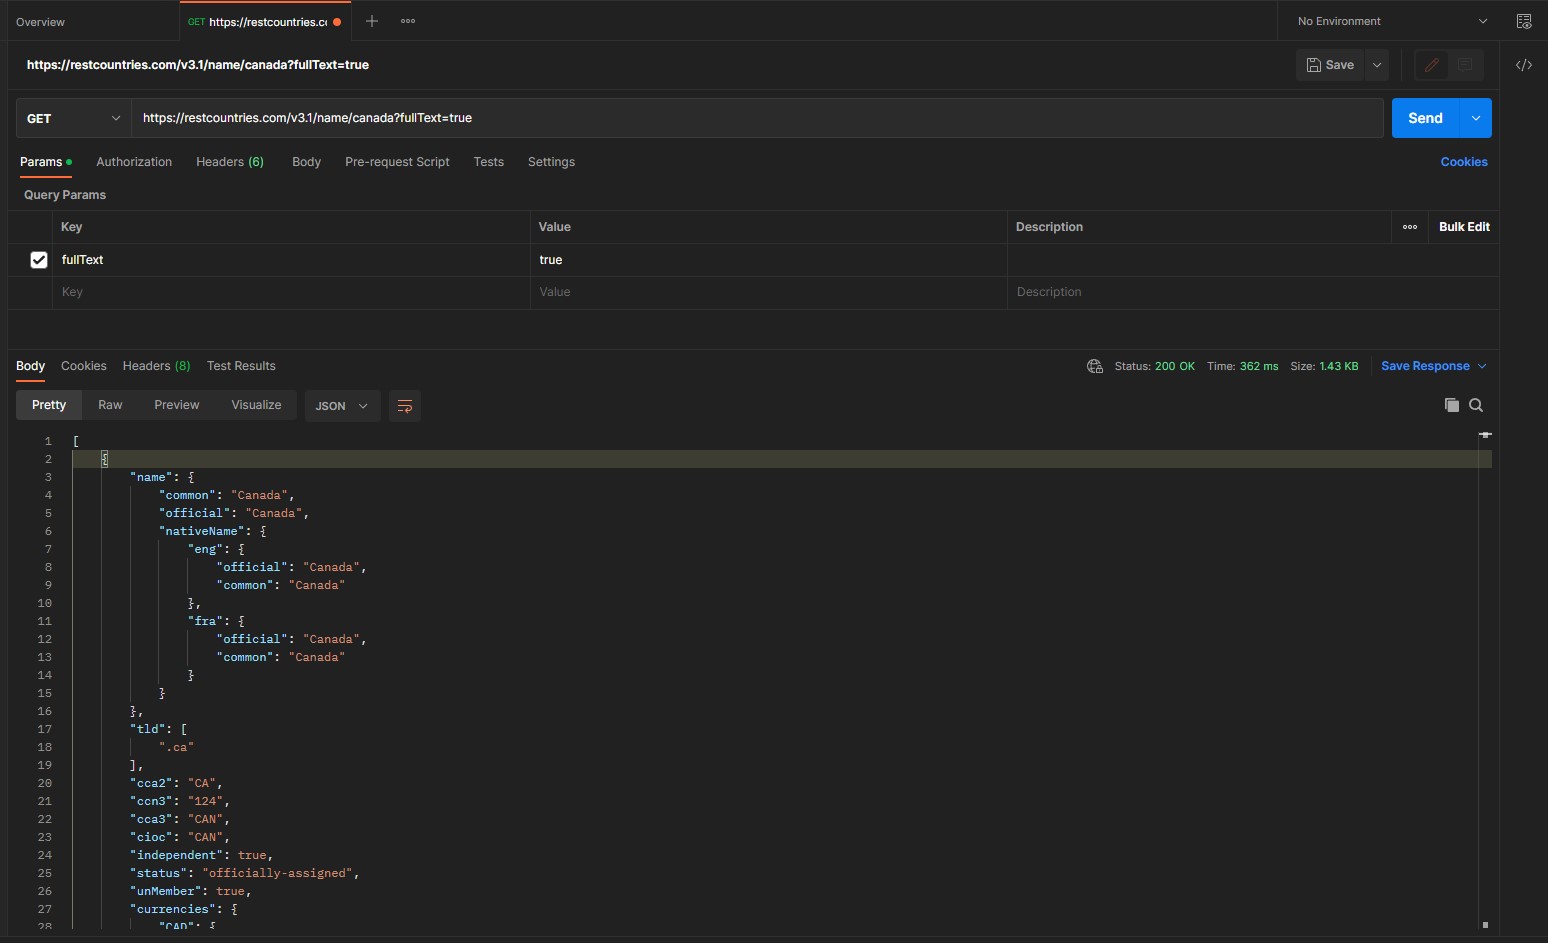 Overview
GET https://restcountries.cc
No Environment
https://restcountries.com/v3.1/name/canada?fullText=true
Save
GET https://restcountries.com/v3.1/name/canada?fullText=true Send
Params Authorization Headers (6) Body Pre-request Script Tests Settings Cookies
Query Params
Key Value Description Bulk Edit
fullText true
Key Value Description
Body Cookies Headers (8) Test Results Status: 200 OK Time: 362 ms Size: 1.43 KB Save Response
Pretty Raw Preview Visualize JSON
1 [
2 {
3 "name": {
4 "common": "Canada",
5 "official": "Canada",
6 "nativeName": {
7 "eng": {
8 "official": "Canada",
9 "common": "Canada"
10 },
11 "fra": {
12 "official": "Canada",
13 "common": "Canada"
14 }
15 }
16 },
17 "tld": [
18 ".ca"
19 ],
20 "cca2": "CA",
21 "ccn3": "124",
22 "cca3": "CAN",
23 "cioc": "CAN",
24 "independent": true,
25 "status": "officially-assigned",
26 "unMember": true,
27 "currencies": {
28 "CAD": {